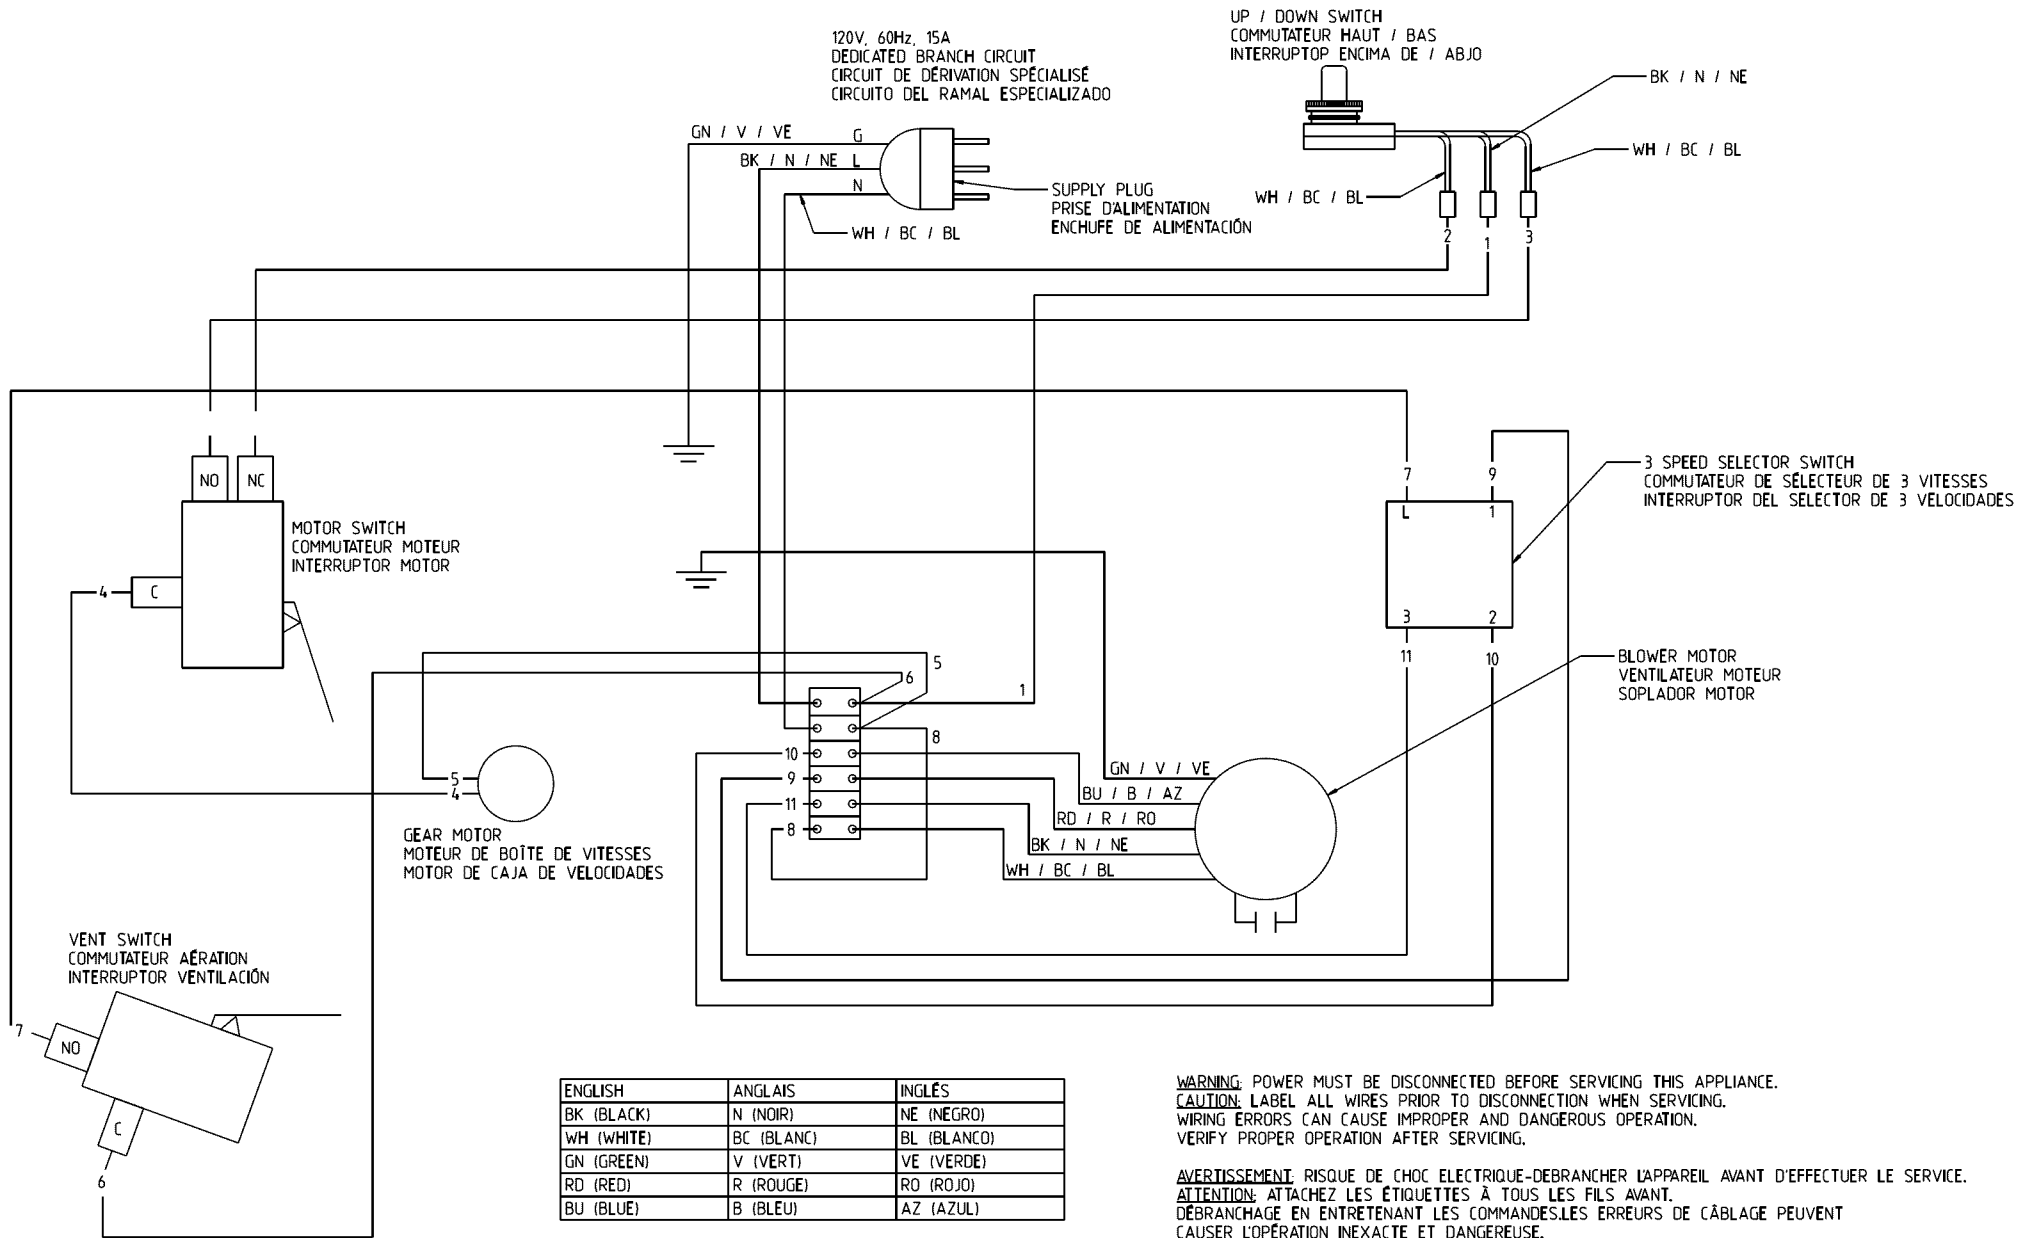 120V, 60Hz, 15A
DEDICATED BRANCH CIRCUIT
CIRCUIT DE DÉRIVATION SPÉCIALISÉ
CIRCUITO DEL RAMAL ESPECIALIZADO
UP / DOWN SWITCH
COMMUTATEUR HAUT / BAS
INTERRUPTOP ENCIMA DE / ABJO
BK / N / NE
WH / BC / BL
WH / BC / BL
2
1
3
GN / V / VE
G
BK / N / NE
L
N
WH / BC / BL
SUPPLY PLUG
PRISE D'ALIMENTATION
ENCHUFE DE ALIMENTACIÓN
NO
NC
MOTOR SWITCH
COMMUTATEUR MOTEUR
INTERRUPTOR MOTOR
4
C
7
9
L
1
3
2
11
10
3 SPEED SELECTOR SWITCH
COMMUTATEUR DE SÉLECTEUR DE 3 VITESSES
INTERRUPTOR DEL SELECTOR DE 3 VELOCIDADES
BLOWER MOTOR
VENTILATEUR MOTEUR
SOPLADOR MOTOR
5
6
1
8
10
9
11
8
5
4
GEAR MOTOR
MOTEUR DE BOÎTE DE VITESSES
MOTOR DE CAJA DE VELOCIDADES
GN / V / VE
BU / B / AZ
RD / R / RO
BK / N / NE
WH / BC / BL
VENT SWITCH
COMMUTATEUR AÉRATION
INTERRUPTOR VENTILACIÓN
7
NO
C
6
ENGLISH ANGLAIS INGLÉS
BK (BLACK) N (NOIR) NE (NEGRO)
WH (WHITE) BC (BLANC) BL (BLANCO)
GN (GREEN) V (VERT) VE (VERDE)
RD (RED) R (ROUGE) RO (ROJO)
BU (BLUE) B (BLEU) AZ (AZUL)
WARNING: POWER MUST BE DISCONNECTED BEFORE SERVICING THIS APPLIANCE.
CAUTION: LABEL ALL WIRES PRIOR TO DISCONNECTION WHEN SERVICING.
WIRING ERRORS CAN CAUSE IMPROPER AND DANGEROUS OPERATION.
VERIFY PROPER OPERATION AFTER SERVICING.
AVERTISSEMENT: RISQUE DE CHOC ELECTRIQUE-DEBRANCHER L'APPAREIL AVANT D'EFFECTUER LE SERVICE.
ATTENTION: ATTACHEZ LES ÉTIQUETTES À TOUS LES FILS AVANT.
DÉBRANCHAGE EN ENTRETENANT LES COMMANDES.LES ERREURS DE CÂBLAGE PEUVENT
CAUSER L'OPÉRATION INEXACTE ET DANGEREUSE.